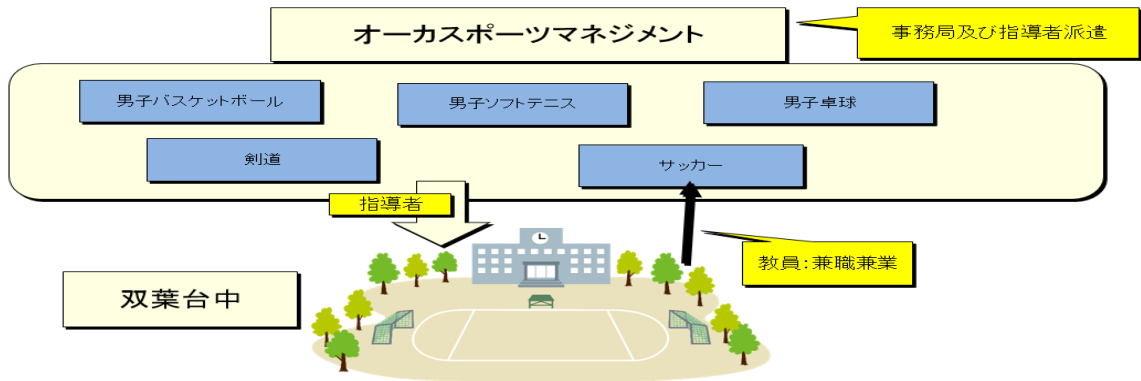 オーカスポーツマネジメント
事務局及び指導者派遣
男子バスケットボール
男子ソフトテニス
男子卓球
剣道
サッカー
指導者
教員:兼職兼業
双葉台中